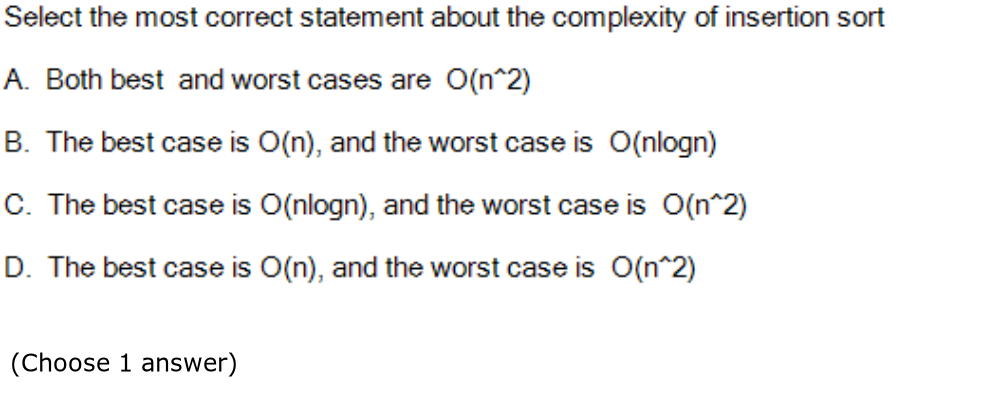 Select the most correct statement about the complexity of insertion sort
A. Both best and worst cases are O(n^2)
B. The best case is O(n), and the worst case is O(nlogn)
C. The best case is O(nlogn), and the worst case is O(n^2)
D. The best case is O(n), and the worst case is O(n^2)
(Choose 1 answer)